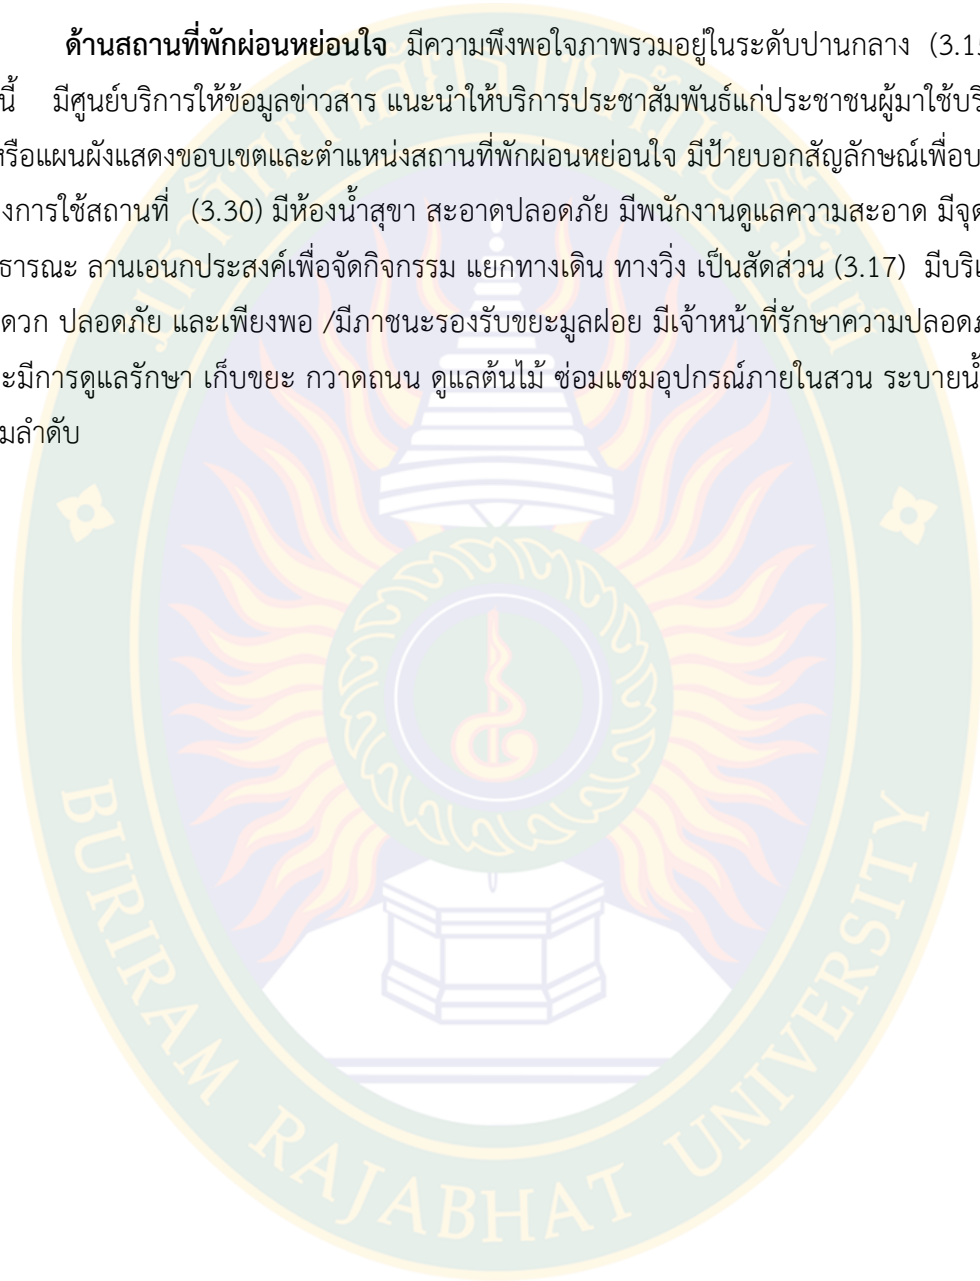 ด้านสถานที่พักผ่อนหย่อนใจ มีความพึงพอใจภาพรวมอยู่ในระดับปานกลาง (3.15
นี้ มีศูนย์บริการให้ข้อมูลข่าวสาร แนะนำให้บริการประชาสัมพันธ์แก่ประชาชนผู้มาใช้บริ
หรือแผนผังแสดงขอบเขตและตำแหน่งสถานที่พักผ่อนหย่อนใจ มีป้ายบอกสัญลักษณ์เพื่อบ
งการใช้สถานที่ (3.30) มีห้องน้ำสุขา สะอาดปลอดภัย มีพนักงานดูแลความสะอาด มีจุด
ธารณะ ลานเอนกประสงค์เพื่อจัดกิจกรรม แยกทางเดิน ทางวิ่ง เป็นสัดส่วน (3.17) มีบริเ
ดวก ปลอดภัย และเพียงพอ /มีภาชนะรองรับขยะมูลฝอย มีเจ้าหน้าที่รักษาความปลอดภ
ะมีการดูแลรักษา เก็บขยะ กวาดถนน ดูแลต้นไม้ ซ่อมแซมอุปกรณ์ภายในสวน ระบายน้
มลำดับ
มหาวิทยาลัยราชภัฏบุรีรัมย์
BURIRAM RAJABHAT UNIVERSITY